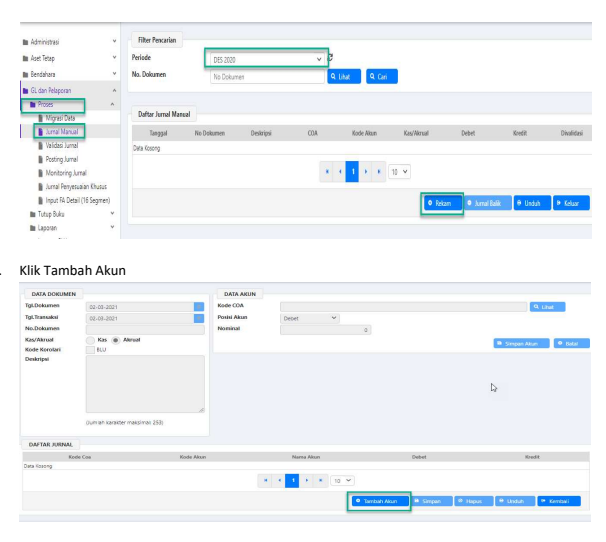 Administrasi
Aset Tetap
Bendahara
GL dan Pelaporan
Proses
Migrasi Data
Jurnal Manual
Validasi Jurnal
Posting Jurnal
Monitoring Jurnal
Jurnal Penyesuaian Khusus
Input FA Detail (16 Segmen)
Tutup Buku
Laporan
Filter Pencarian
Periode DES 2020
No. Dokumen No Dokumen Lihat Cari
Daftar Jurnal Manual
Tanggal No Dokumen Deskripsi COA Kode Akun Kas/Akrual Debet Kredit Divalidasi
Data Kosong
1 10
Rekam Jurnal Balik Unduh Keluar
Klik Tambah Akun
DATA DOKUMEN
Tgl.Dokumen 02-03-2021
Tgl.Transaksi 02-03-2021
No.Dokumen
Kas/Akrual Kas Akrual
Kode Korolari BLU
Deskripsi
(Jumlah karakter maksimal 253)
DATA AKUN
Kode COA Lihat
Posisi Akun Debet
Nominal 0
Simpan Akun Batal
DAFTAR JURNAL
Kode Coa Kode Akun Nama Akun Debet Kredit
Data Kosong
1 10
Tambah Akun Simpan Hapus Unduh Kembali